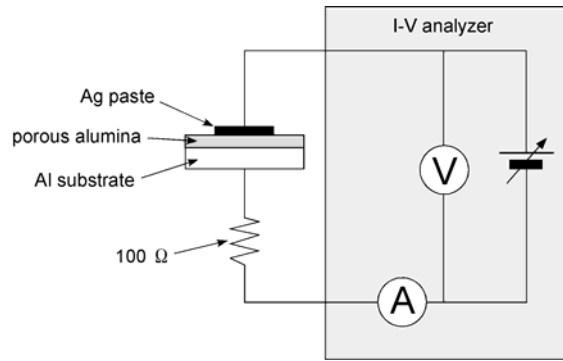 I-V analyzer
Ag paste
porous alumina
Al substrate
100 Ω
V
A